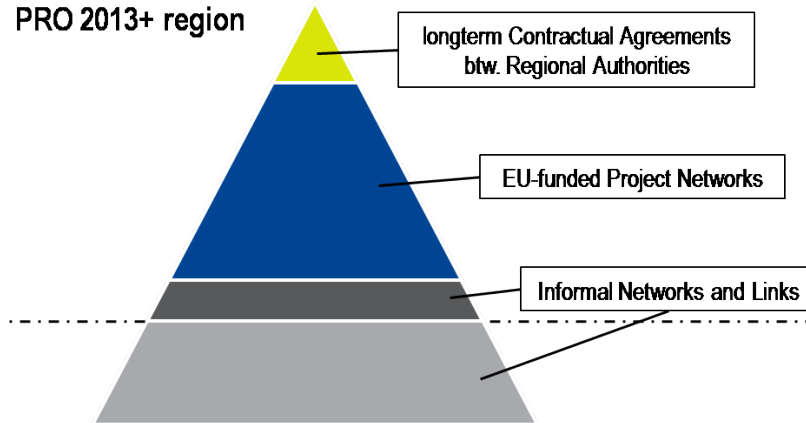 PRO 2013+ region
longterm Contractual Agreements
btw. Regional Authorities
EU-funded Project Networks
Informal Networks and Links